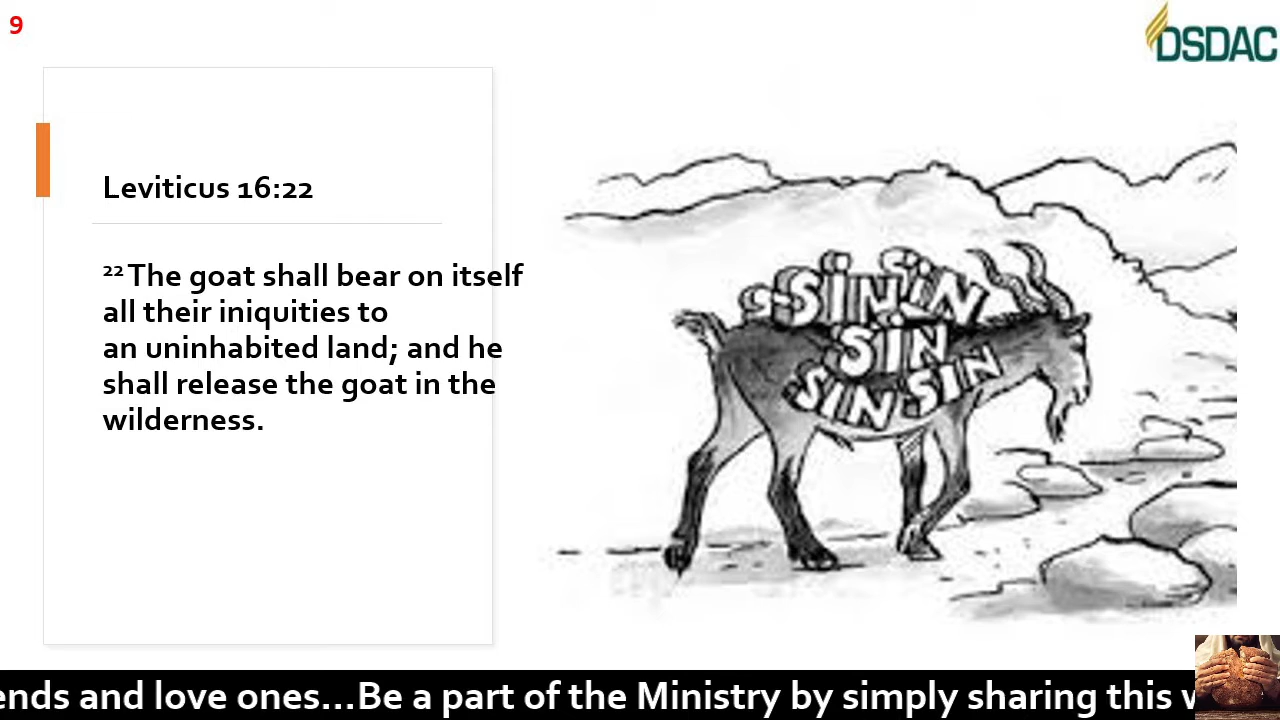 9
DSDAC
Leviticus 16:22
²² The goat shall bear on itself
all their iniquities to
an uninhabited land; and he
shall release the goat in the
wilderness.
SIN SIN
SIN
SIN SIN
ends and love ones...Be a part of the Ministry by simply sharing this